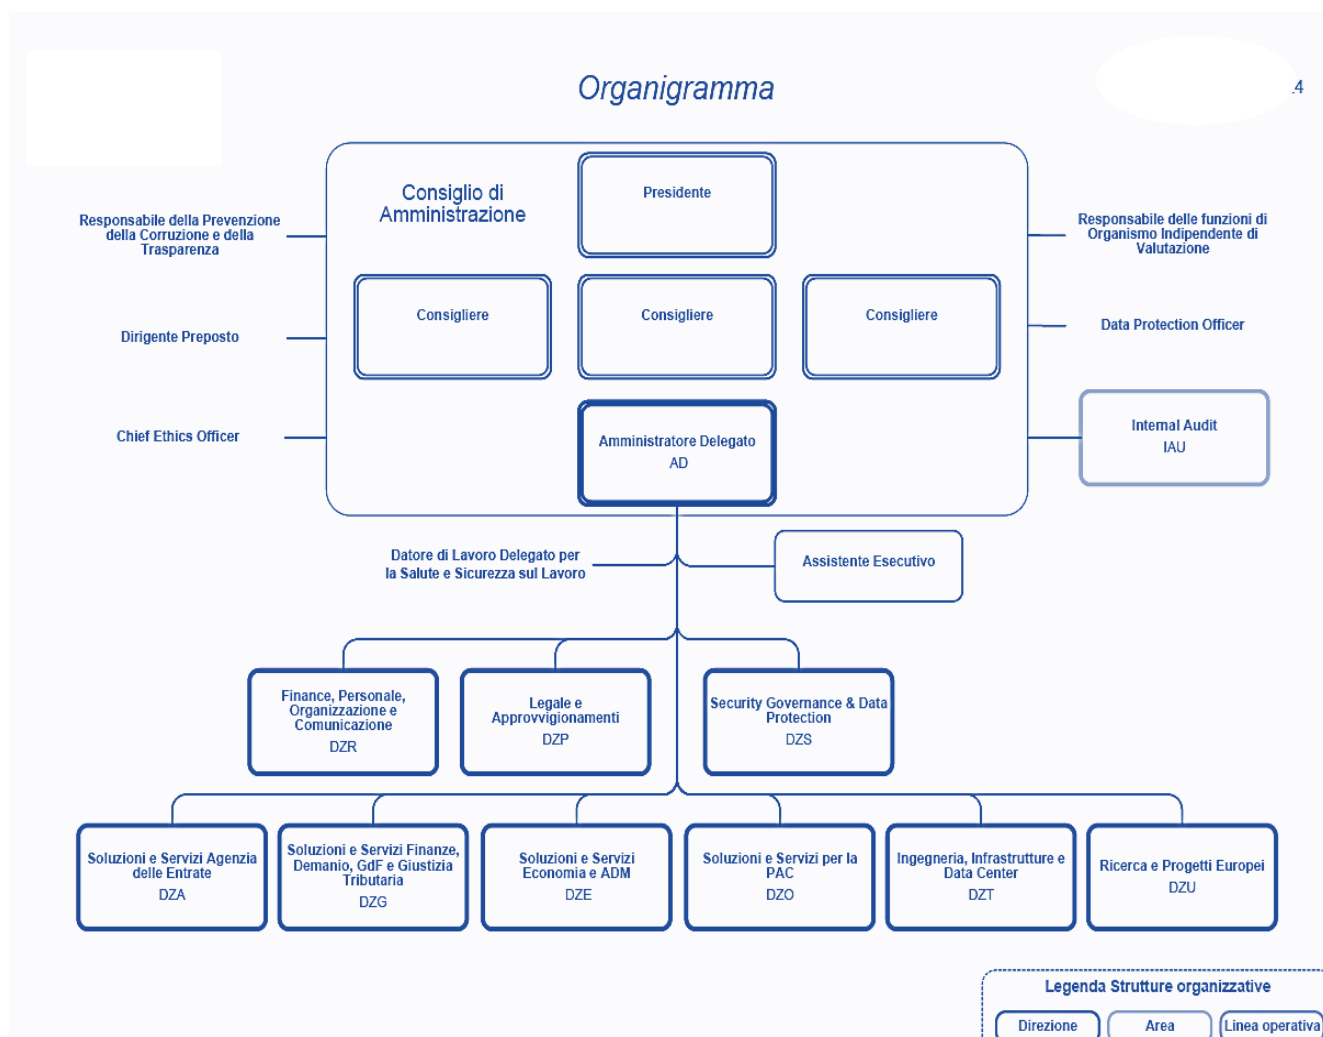 Organigramma
.4
Consiglio di
Amministrazione
Presidente
Responsabile della Prevenzione
della Corruzione e della
Trasparenza
Responsabile delle funzioni di
Organismo Indipendente di
Valutazione
Consigliere
Consigliere
Consigliere
Dirigente Preposto
Data Protection Officer
Chief Ethics Officer
Amministratore Delegato
AD
Internal Audit
IAU
Datore di Lavoro Delegato per
la Salute e Sicurezza sul Lavoro
Assistente Esecutivo
Finance, Personale,
Organizzazione e
Comunicazione
DZR
Legale e
Approvvigionamenti
DZP
Security Governance & Data
Protection
DZS
Soluzioni e Servizi Agenzia
delle Entrate
DZA
Soluzioni e Servizi Finanze,
Demanio, GdF e Giustizia
Tributaria
DZG
Soluzioni e Servizi
Economia e ADM
DZE
Soluzioni e Servizi per la
PAC
DZO
Ingegneria, Infrastrutture e
Data Center
DZT
Ricerca e Progetti Europei
DZU
Legenda Strutture organizzative
Direzione
Area
Linea operativa